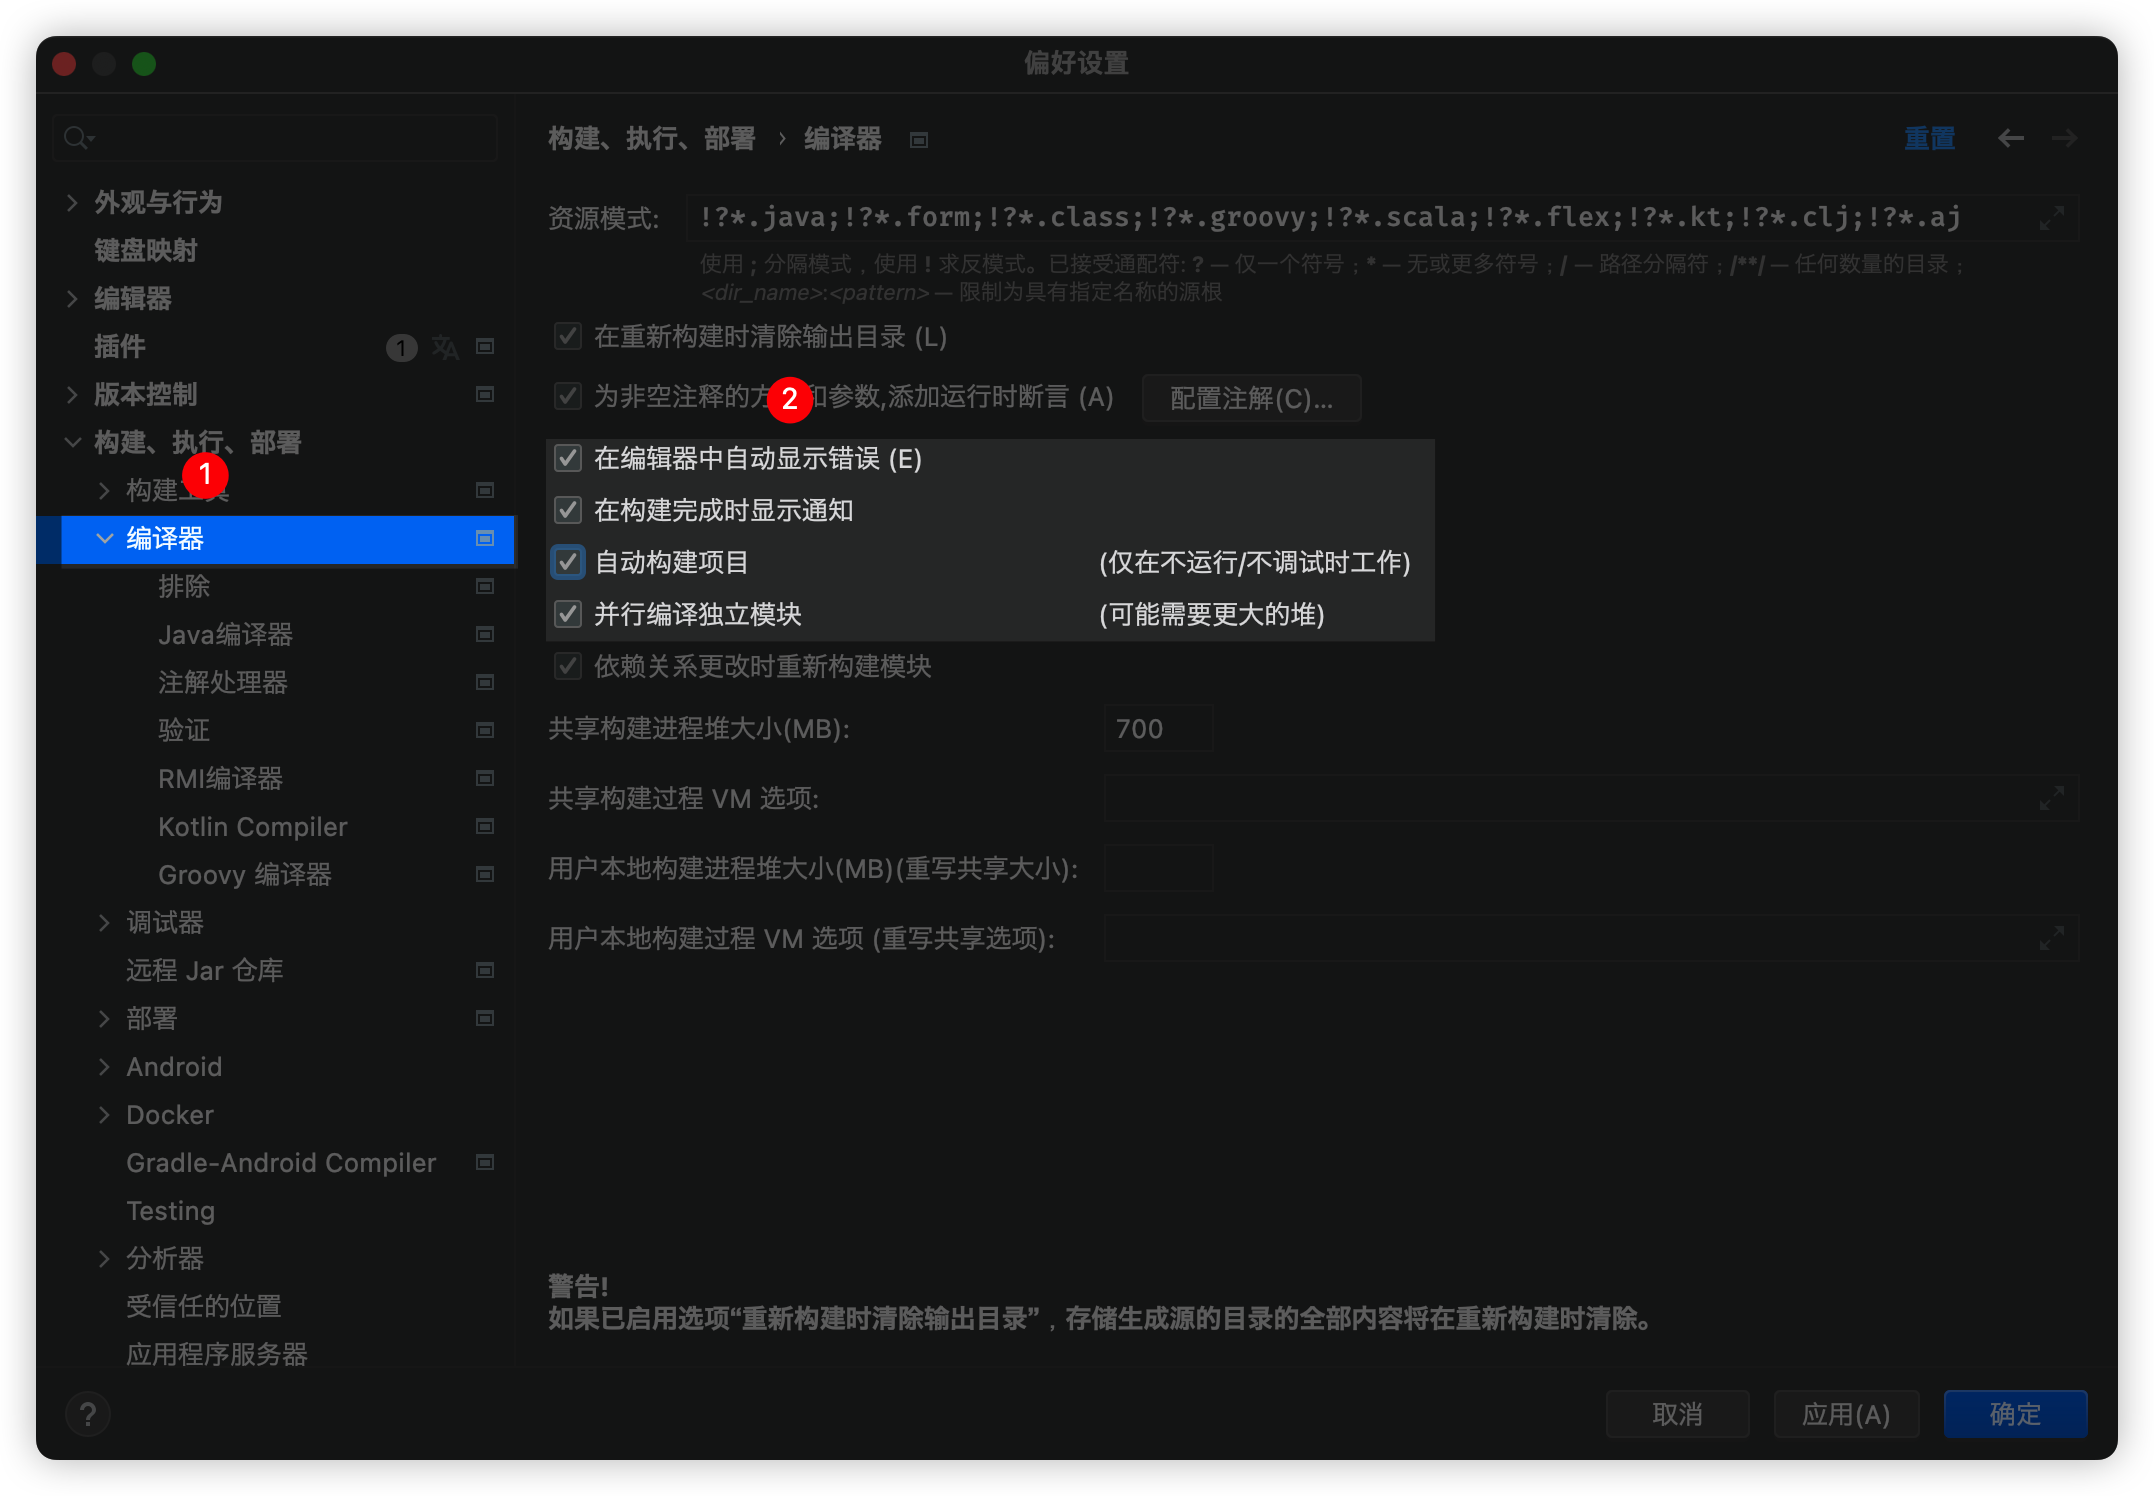 偏好设置
外观与行为
键盘映射
编辑器
插件 1
版本控制
构建、执行、部署
1
构建工具
编译器
排除
Java编译器
注解处理器
验证
RMI编译器
Kotlin Compiler
Groovy 编译器
调试器
远程 Jar 仓库
部署
Android
Docker
Gradle-Android Compiler
Testing
分析器
受信任的位置
应用程序服务器
构建、执行、部署 › 编译器
重置
资源模式: !?*.java;!?*.form;!?*.class;!?*.groovy;!?*.scala;!?*.flex;!?*.kt;!?*.clj;!?*.aj
使用 ; 分隔模式，使用 ! 求反模式。已接受通配符: ? — 仅一个符号；* — 无或更多符号；/ — 路径分隔符；/**/ — 任何数量的目录；
<dir_name>:<pattern> — 限制为具有指定名称的源根
在重新构建时清除输出目录 (L)
为非空注释的方 2 和参数,添加运行时断言 (A) 配置注解(C)...
在编辑器中自动显示错误 (E)
在构建完成时显示通知
自动构建项目 (仅在不运行/不调试时工作)
并行编译独立模块 (可能需要更大的堆)
依赖关系更改时重新构建模块
共享构建进程堆大小(MB): 700
共享构建过程 VM 选项:
用户本地构建进程堆大小(MB)(重写共享大小):
用户本地构建过程 VM 选项 (重写共享选项):
警告!
如果已启用选项“重新构建时清除输出目录”，存储生成源的目录的全部内容将在重新构建时清除。
?
取消
应用(A)
确定